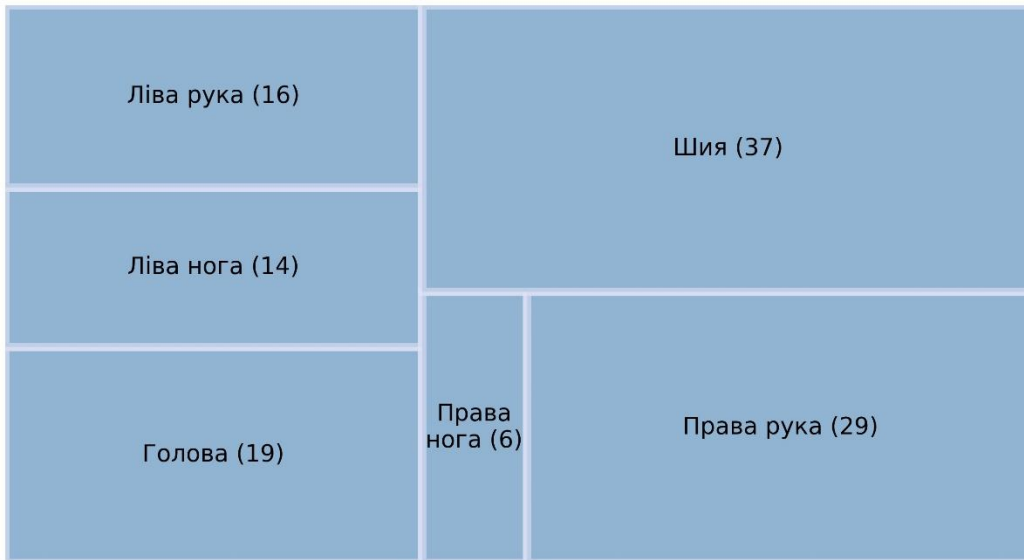 Ліва рука (16)
Шия (37)
Ліва нога (14)
Права
нога (6)
Права рука (29)
Голова (19)